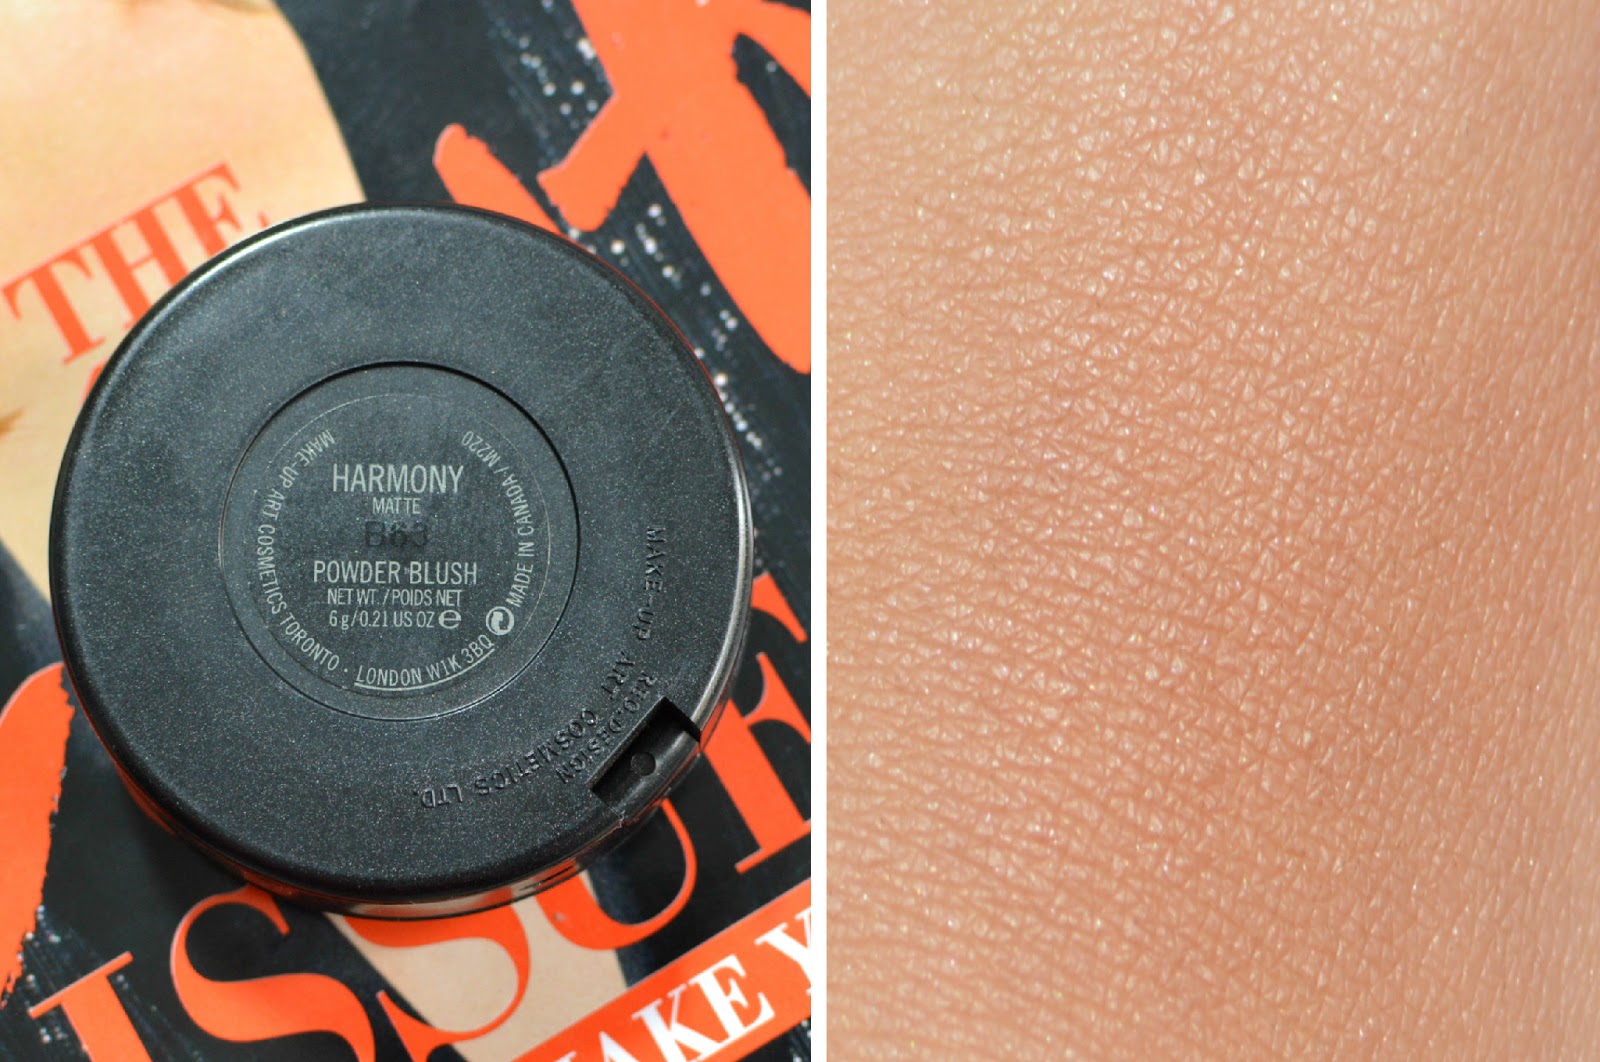 THE
HARMONY
MATTE
B63
POWDER BLUSH
NET WT. / POIDS NET
6 g / 0.21 US OZ e
MAKE-UP ART COSMETICS TORONTO · LONDON W1K 3BQ
MADE IN CANADA / M2220
MAKE-UP ART COSMETICS LTD.
REG. DESIGN
ISSUE
MAKE Y